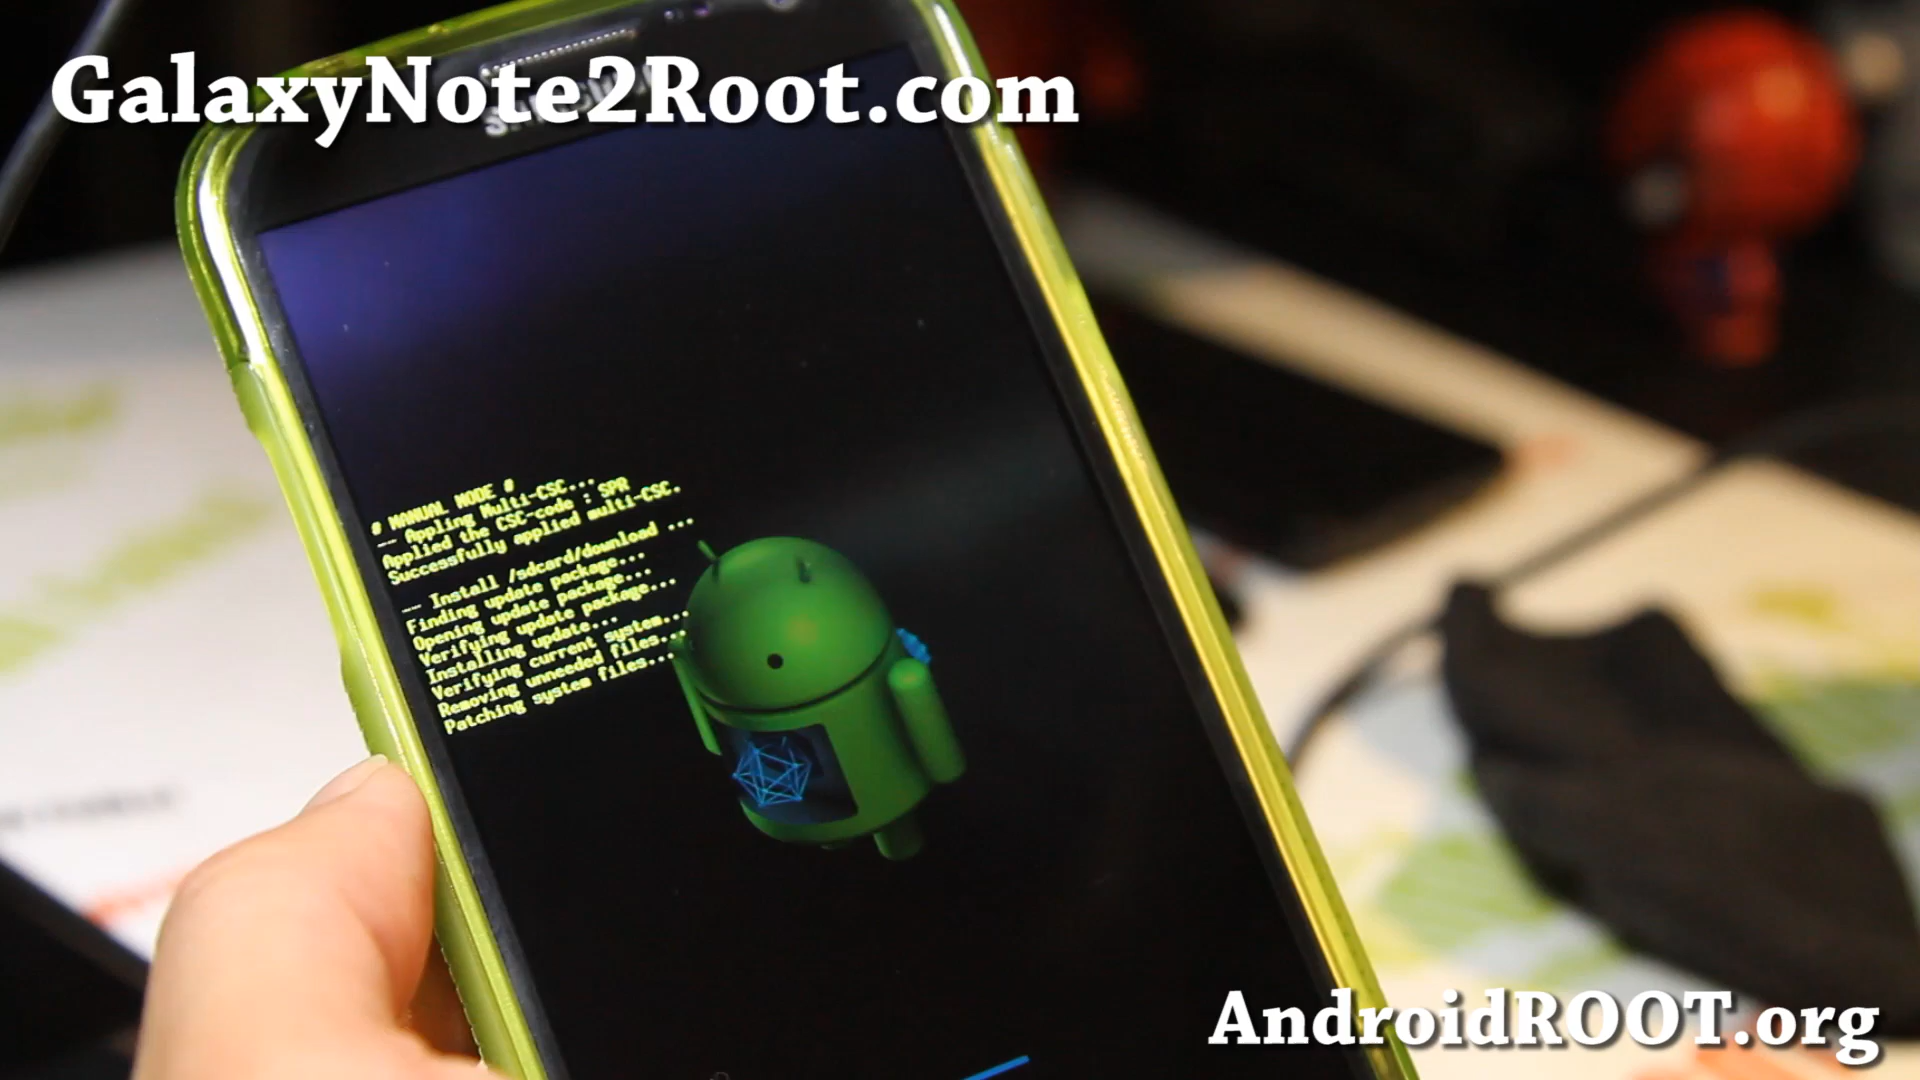 GalaxyNote2Root.com
# MANUAL MODE #
-- Appling Multi-CSC...
Applied the CSC-code : SPR
Successfully applied multi-CSC.
-- Install /sdcard/download ...
Finding update package...
Opening update package...
Verifying update package...
Installing update...
Verifying current system...
Removing unneeded files...
Patching system files...
AndroidROOT.org